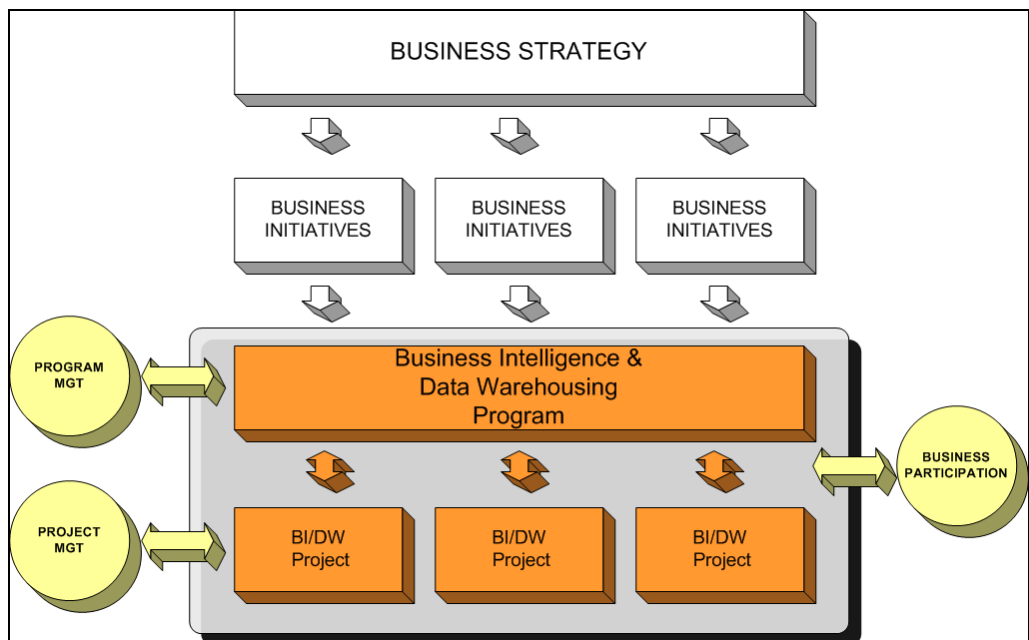 BUSINESS STRATEGY
BUSINESS
INITIATIVES
BUSINESS
INITIATIVES
BUSINESS
INITIATIVES
PROGRAM
MGT
Business Intelligence &
Data Warehousing
Program
BUSINESS
PARTICIPATION
PROJECT
MGT
BI/DW
Project
BI/DW
Project
BI/DW
Project